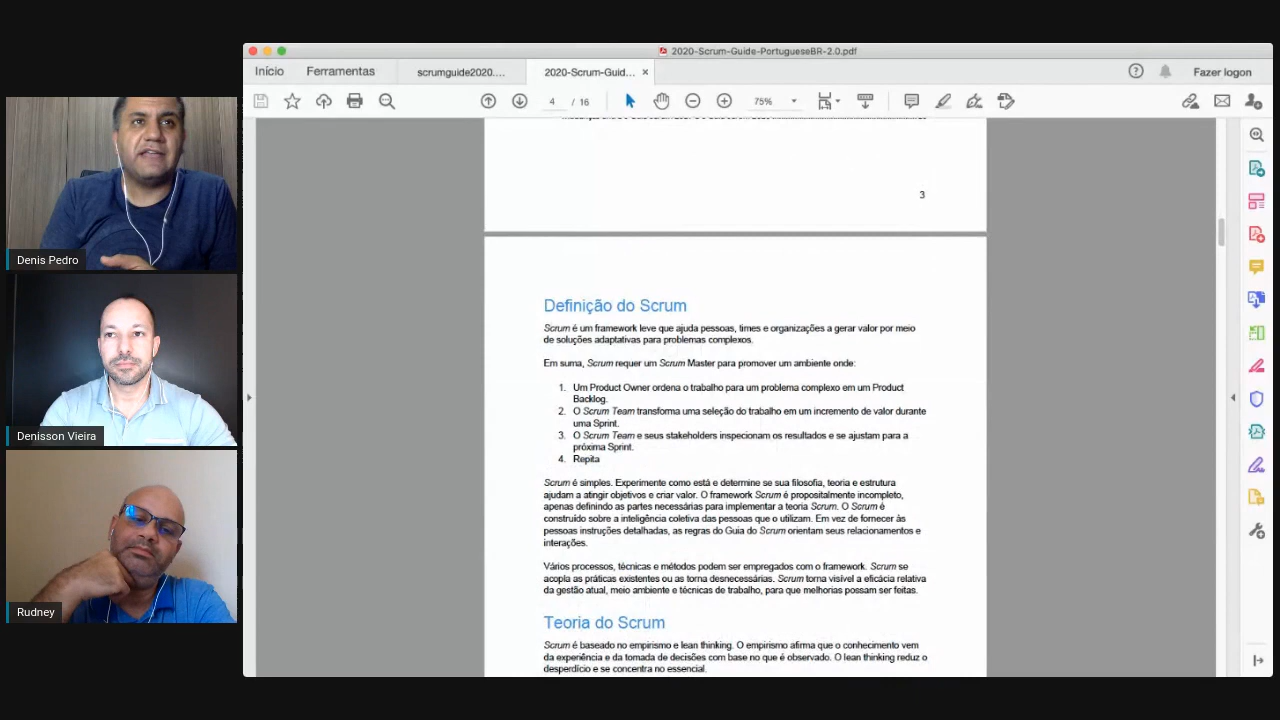 2020-Scrum-Guide-PortugueseBR-2.0.pdf
Início Ferramentas scrumguide2020.... 2020-Scrum-Guid... × Fazer logon
4 / 16 75%
3
Definição do Scrum
Scrum é um framework leve que ajuda pessoas, times e organizações a gerar valor por meio
de soluções adaptativas para problemas complexos.
Em suma, Scrum requer um Scrum Master para promover um ambiente onde:
1. Um Product Owner ordena o trabalho para um problema complexo em um Product
Backlog.
2. O Scrum Team transforma uma seleção do trabalho em um incremento de valor durante
uma Sprint.
3. O Scrum Team e seus stakeholders inspecionam os resultados e se ajustam para a
próxima Sprint.
4. Repita
Scrum é simples. Experimente como está e determine se sua filosofia, teoria e estrutura
ajudam a atingir objetivos e criar valor. O framework Scrum é propositalmente incompleto,
apenas definindo as partes necessárias para implementar a teoria Scrum. O Scrum é
construído sobre a inteligência coletiva das pessoas que o utilizam. Em vez de fornecer às
pessoas instruções detalhadas, as regras do Guia do Scrum orientam seus relacionamentos e
interações.
Vários processos, técnicas e métodos podem ser empregados com o framework. Scrum se
acopla as práticas existentes ou as torna desnecessárias. Scrum torna visível a eficácia relativa
da gestão atual, meio ambiente e técnicas de trabalho, para que melhorias possam ser feitas.
Teoria do Scrum
Scrum é baseado no empirismo e lean thinking. O empirismo afirma que o conhecimento vem
da experiência e da tomada de decisões com base no que é observado. O lean thinking reduz o
desperdício e se concentra no essencial.
Denis Pedro
Denisson Vieira
Rudney